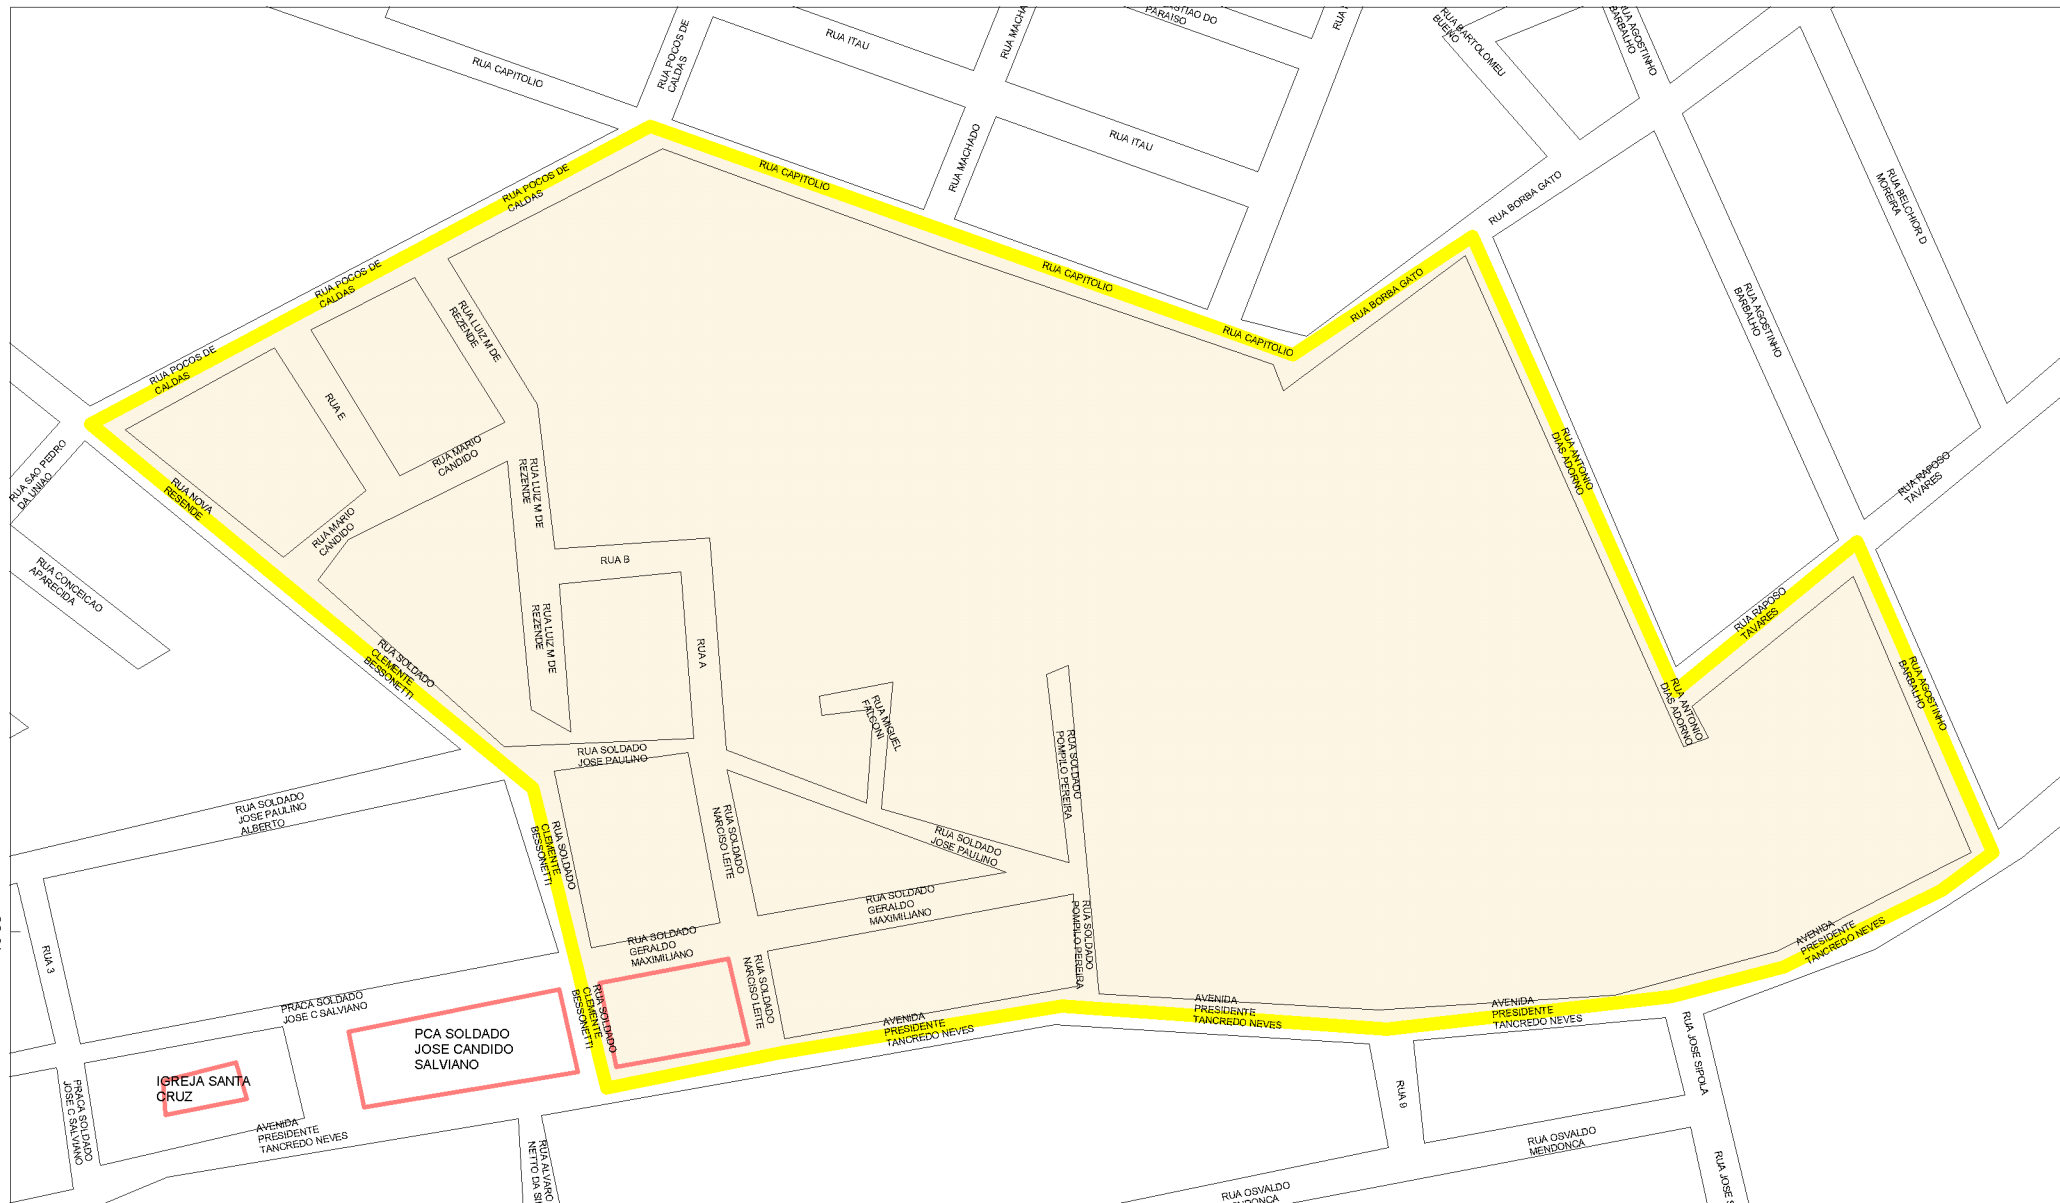 RUA CAPITOLIO
RUA POCOS DE
CALDAS
RUA ITAU
RUA
PARAISO
RUA BARTOLOMEU
BUENO
RUA AGOSTINHO
BARBALHO
RUA MACHADO
RUA ITAU
RUA CAPITOLIO
RUA POCOS DE
CALDAS
RUA BORBA GATO
RUA BELCHIOR D
MOREIRA
RUA POCOS DE
CALDAS
RUA CAPITOLIO
RUA BORBA GATO
RUA CAPITOLIO
RUA AGOSTINHO
BARBALHO
RUA LUIZ M DE
REZENDE
RUA POCOS DE
CALDAS
RUA E
RUA MARIO
CANDIDO
RUA SAO PEDRO
DA UNIAO
RUA NOVA
RESENDE
RUA MARIO
CANDIDO
RUA LUIZ M DE
REZENDE
RUA ANTONIO
DIAS ADORNO
RUA RAPOSO
TAVARES
RUA B
RUA CONCEICAO
APARECIDA
RUA LUIZ M DE
REZENDE
RUA A
RUA RAPOSO
TAVARES
RUA SOLDADO
CLEMENTE
BESSONETTI
RUA ANTONIO
DIAS ADORNO
RUA AGOSTINHO
BARBALHO
RUA MIGUEL
FALCONI
RUA SOLDADO
JOSE PAULINO
RUA SOLDADO
POMPILO PEREIRA
RUA SOLDADO
JOSE PAULINO
ALBERTO
RUA SOLDADO
CLEMENTE
BESSONETTI
RUA SOLDADO
NARCISO LEITE
RUA SOLDADO
JOSE PAULINO
RUA SOLDADO
GERALDO
MAXIMILIANO
RUA SOLDADO
GERALDO
MAXIMILIANO
RUA SOLDADO
POMPILO PEREIRA
AVENIDA
PRESIDENTE
TANCREDO NEVES
RUA 3
RUA SOLDADO
NARCISO LEITE
PRACA SOLDADO
JOSE C SALVIANO
RUA SOLDADO
CLEMENTE
BESSONETTI
AVENIDA
PRESIDENTE
TANCREDO NEVES
AVENIDA
PRESIDENTE
TANCREDO NEVES
AVENIDA
PRESIDENTE
TANCREDO NEVES
PCA SOLDADO
JOSE CANDIDO
SALVIANO
RUA JOSE SIPOLA
IGREJA SANTA
CRUZ
RUA 9
PRACA SOLDADO
JOSE C SALVIANO
AVENIDA
PRESIDENTE
TANCREDO NEVES
RUA OSVALDO
MENDONCA
RUA ALVARO
NETTO DA
RUA OSVALDO
RUA JOSE